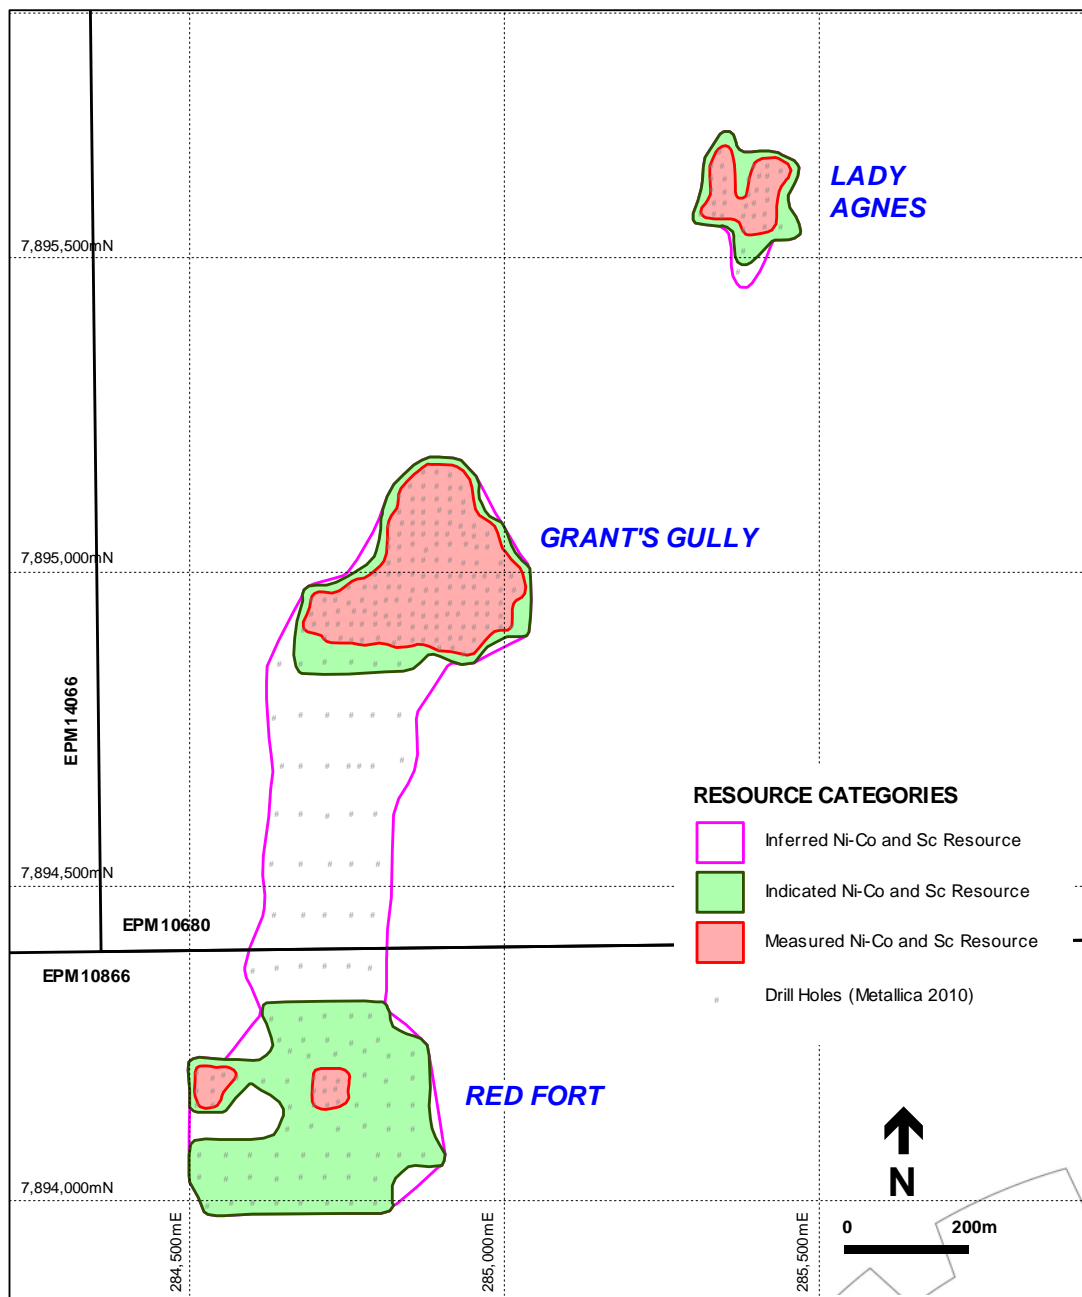 LADY
AGNES
7,895,500mN
GRANT'S GULLY
7,895,000mN
EPM14066
RESOURCE CATEGORIES
Inferred Ni-Co and Sc Resource
7,894,500mN
Indicated Ni-Co and Sc Resource
EPM10680
Measured Ni-Co and Sc Resource
EPM10866
Drill Holes (Metallica 2010)
RED FORT
7,894,000mN
N
0 200m
284,500mE
285,000mE
285,500mE